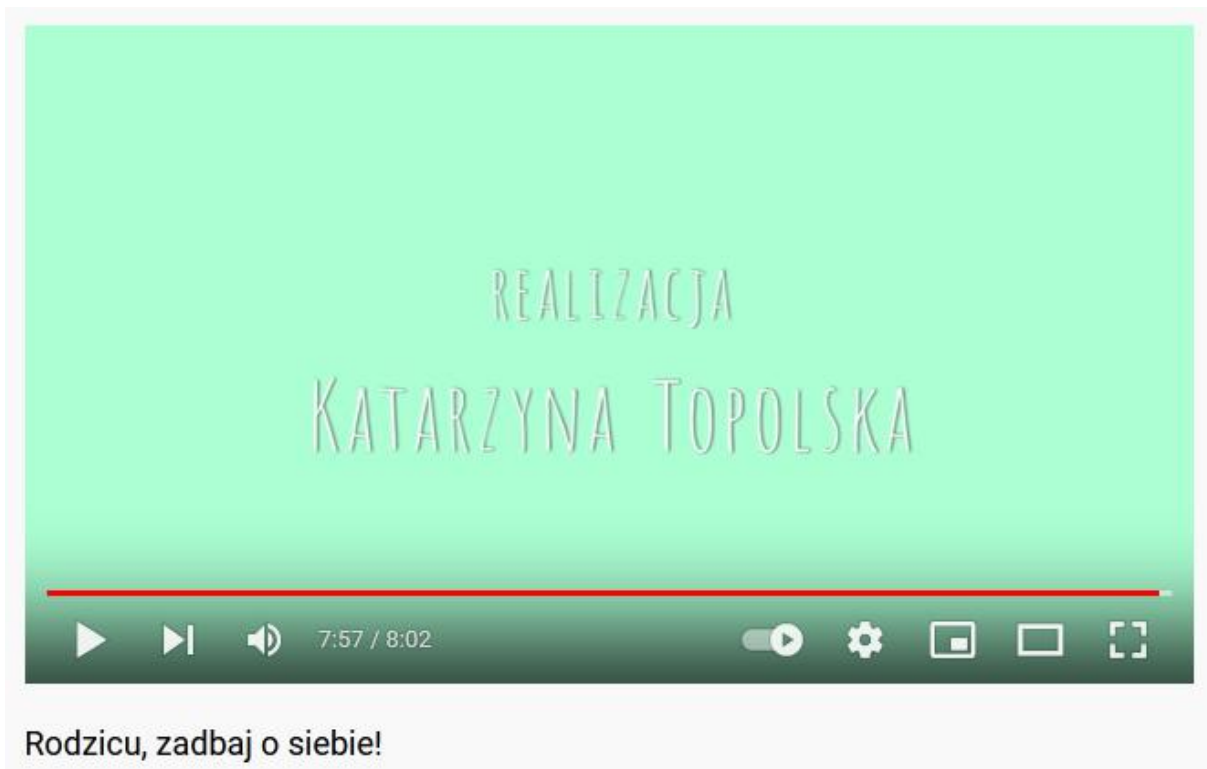 REALIZACJA
KATARZYNA TOPOLSKA
7:57 / 8:02
Rodzicu, zadbaj o siebie!